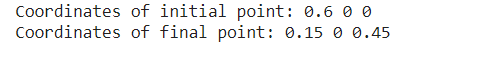 Coordinates of initial point: 0.6 0 0
Coordinates of final point: 0.15 0 0.45